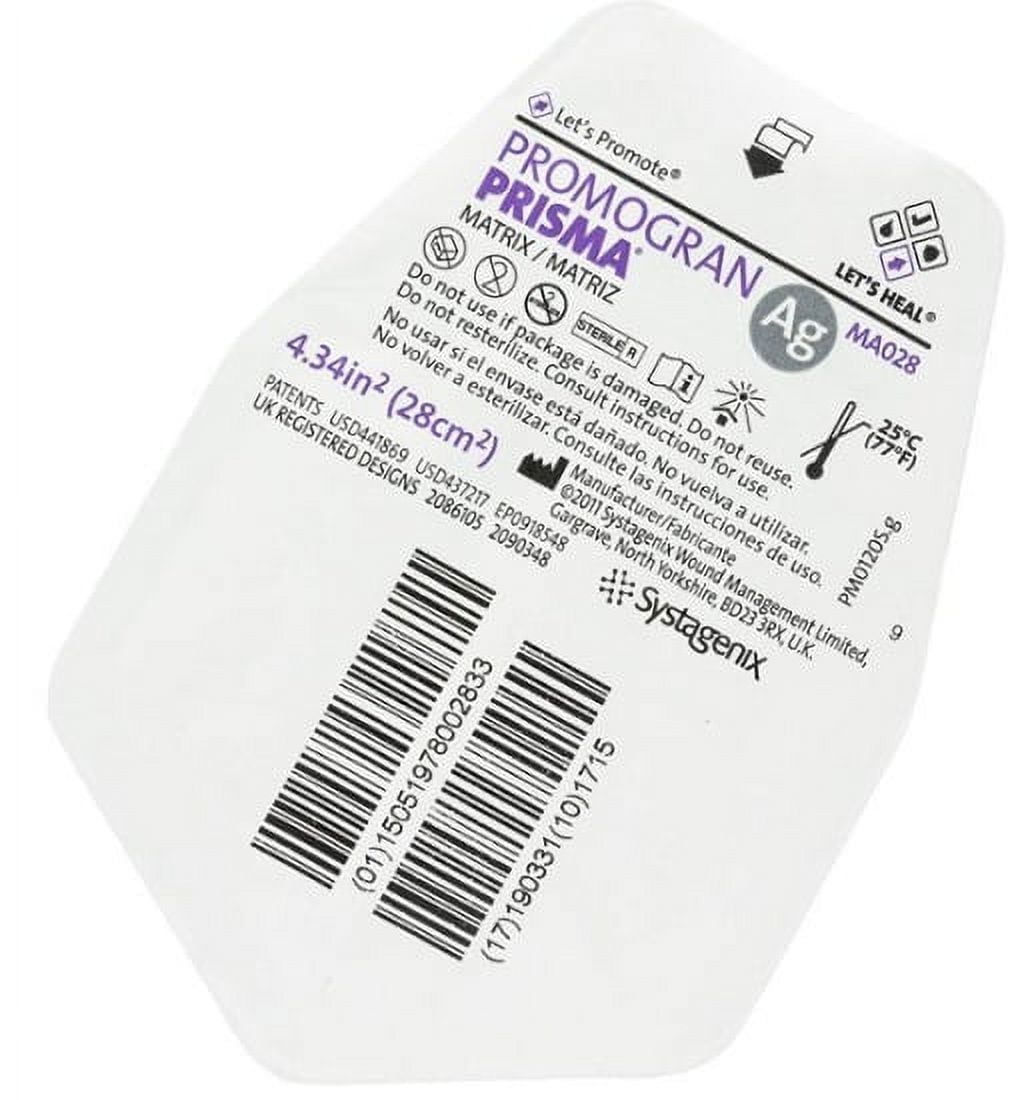 Let's Promote®
PROMOGRAN
PRISMA®
MATRIX / MATRIZ
Ag
LET'S HEAL®
MA028
STERILE R
25°C
(77°F)
Do not use if package is damaged. Do not reuse.
Do not resterilize. Consult instructions for use.
No usar si el envase está dañado. No vuelva a utilizar.
No volver a esterilizar. Consulte las instrucciones de uso.
4.34in² (28cm²)
PATENTS USD441869 USD437217 EP0918548
UK REGISTERED DESIGNS 2086105 2090348
Manufacturer/Fabricante
©2011 Systagenix Wound Management Limited,
Gargrave, North Yorkshire, BD23 3RX, U.K.
Systagenix
PM01205g
9
(01)15051978002833
(17)190331(10)1715